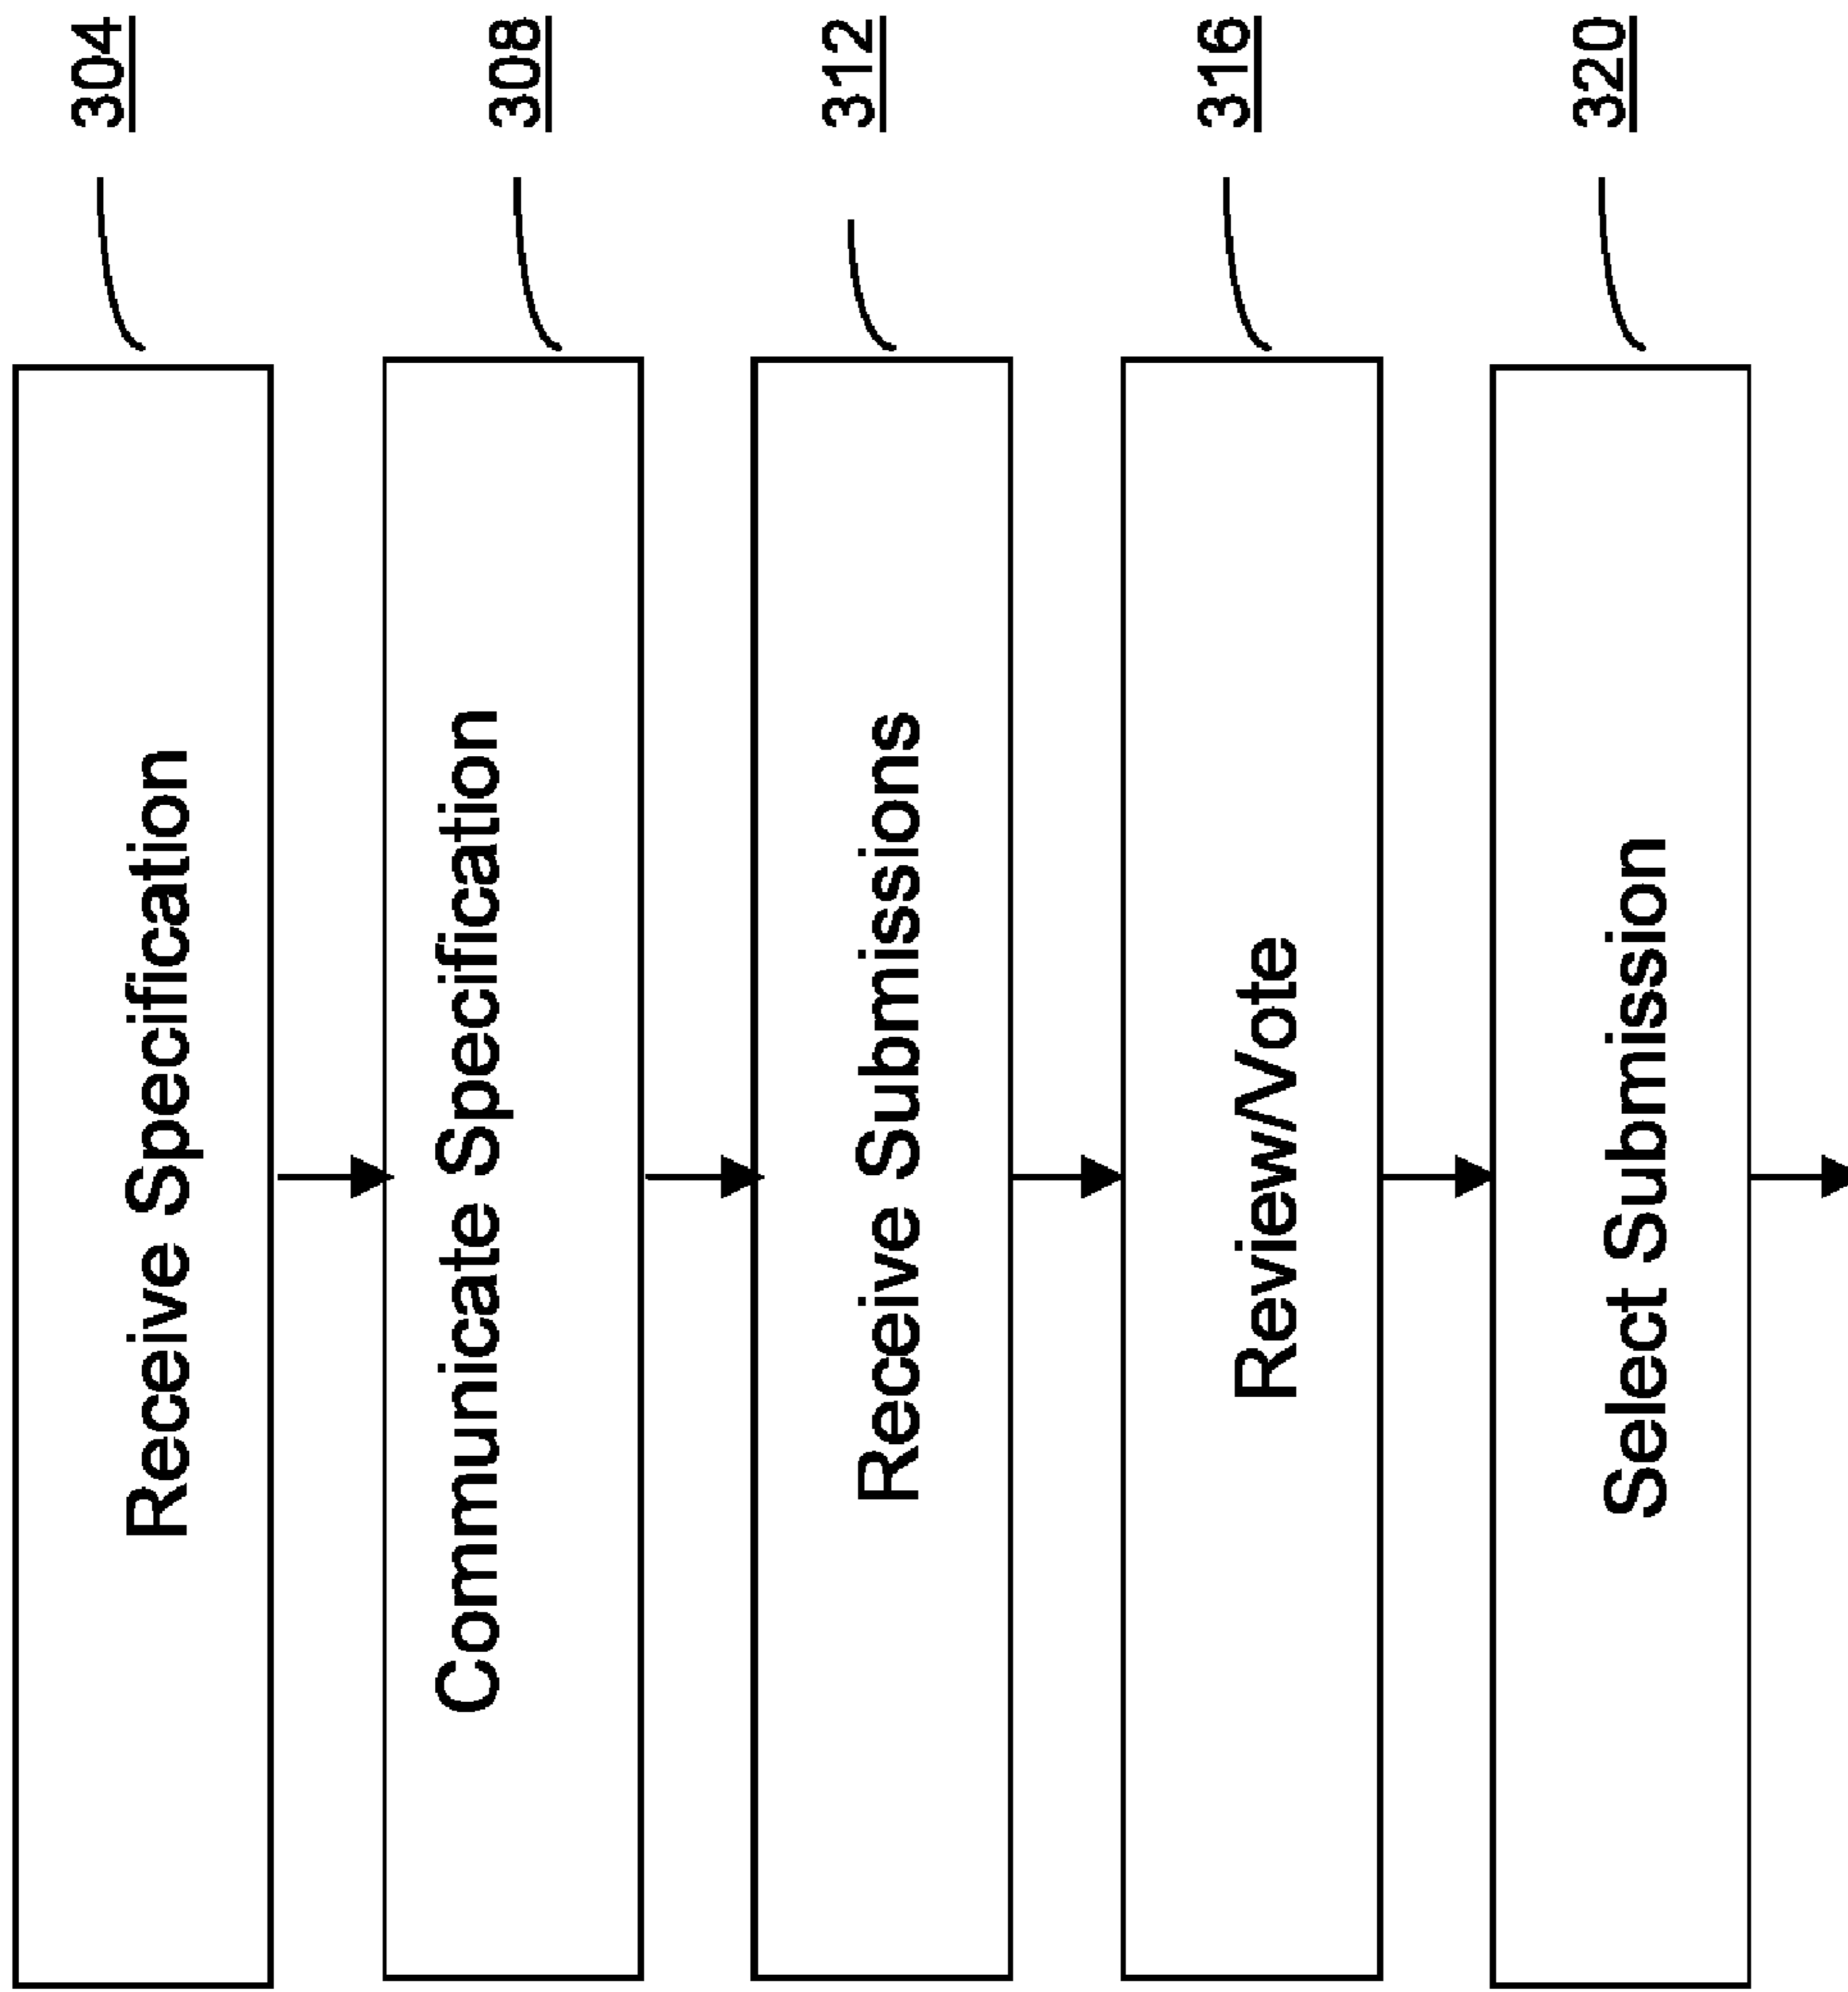 Receive Specification
304
Communicate Specification
308
Receive Submissions
312
Review/Vote
316
Select Submission
320